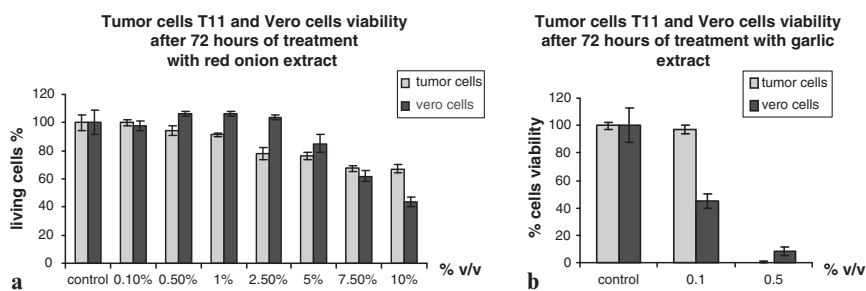 Tumor cells T11 and Vero cells viability
after 72 hours of treatment
with red onion extract
tumor cells
vero cells
living cells %
120
100
80
60
40
20
0
control 0.10% 0.50% 1% 2.50% 5% 7.50% 10%
% v/v
a
Tumor cells T11 and Vero cells viability
after 72 hours of treatment with garlic
extract
tumor cells
vero cells
% cells viability
120
100
80
60
40
20
0
control 0.1 0.5
% v/v
b